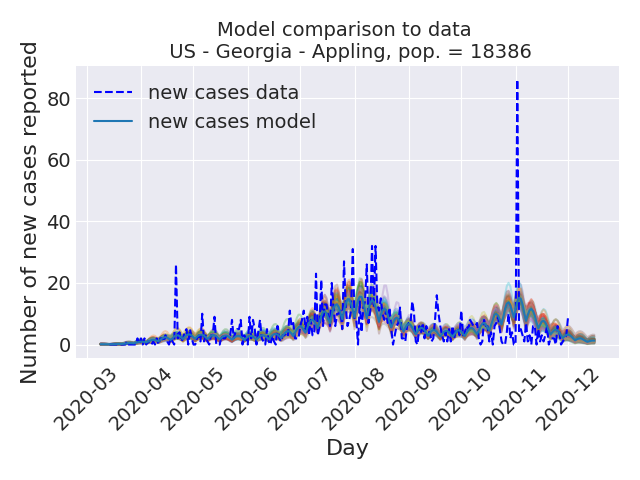 Model comparison to data
US - Georgia - Appling, pop. = 18386
Number of new cases reported
80
60
40
20
0
new cases data
new cases model
2020-03
2020-04
2020-05
2020-06
2020-07
2020-08
2020-09
2020-10
2020-11
2020-12
Day